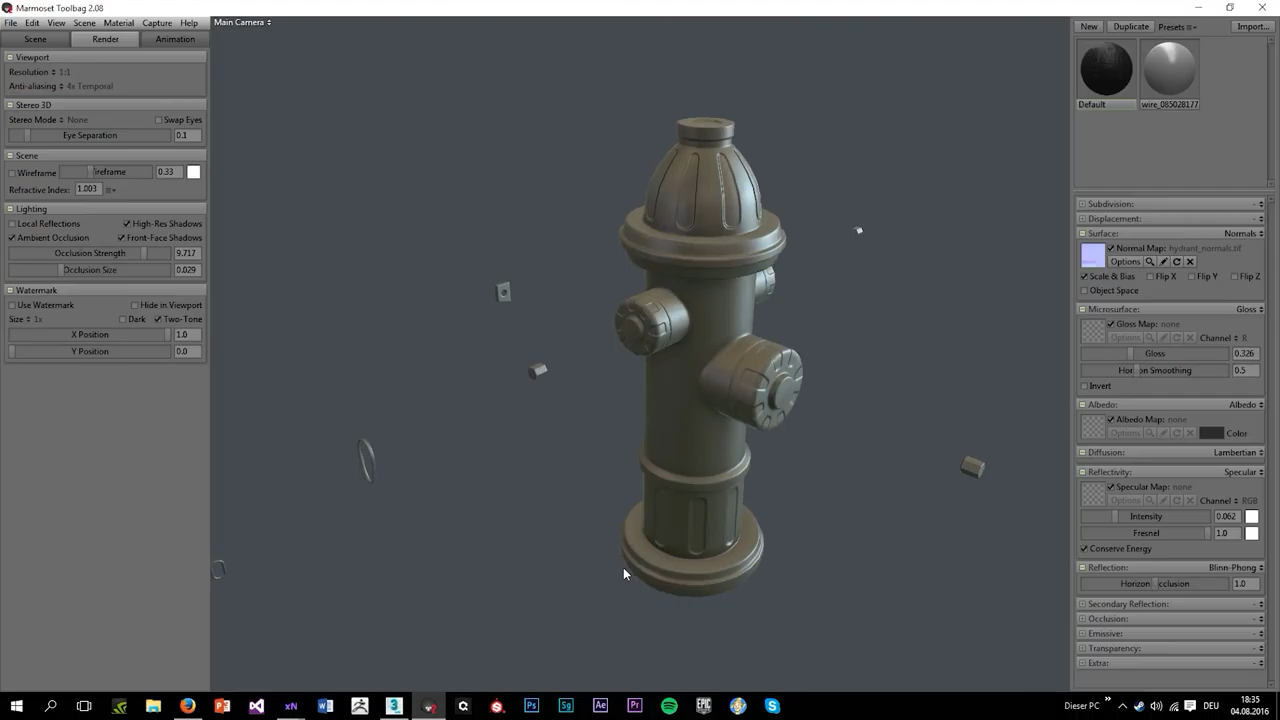 Marmoset Toolbag 2.08
File Edit View Scene Material Capture Help
Scene Render Animation
Viewport
Resolution 1:1
Anti-aliasing 4x Temporal
Stereo 3D
Stereo Mode None Swap Eyes
Eye Separation 0.1
Scene
Wireframe ireframe 0.33
Refractive Index: 1.003
Lighting
Local Reflections High-Res Shadows
Ambient Occlusion Front-Face Shadows
Occlusion Strength 9.717
Occlusion Size 0.029
Watermark
Use Watermark Hide in Viewport
Size 1x Dark Two-Tone
X Position 1.0
Y Position 0.0
Main Camera
New Duplicate Presets Import...
Default wire_085028177
Subdivision: -
Displacement: -
Surface: Normals
Normal Map: hydrant_normals.tif
Options
Scale & Bias Flip X Flip Y Flip Z
Object Space
Microsurface: Gloss
Gloss Map: none
Options Channel R
Gloss 0.326
Horizon Smoothing 0.5
Invert
Albedo: Albedo
Albedo Map: none
Options Color
Diffusion: Lambertian
Reflectivity: Specular
Specular Map: none
Options Channel RGB
Intensity 0.062
Fresnel 1.0
Conserve Energy
Reflection: Blinn-Phong
Horizon cclusion 1.0
Secondary Reflection: -
Occlusion: -
Emissive: -
Transparency: -
Extra: -
Dieser PC » DEU 18:35
04.08.2016